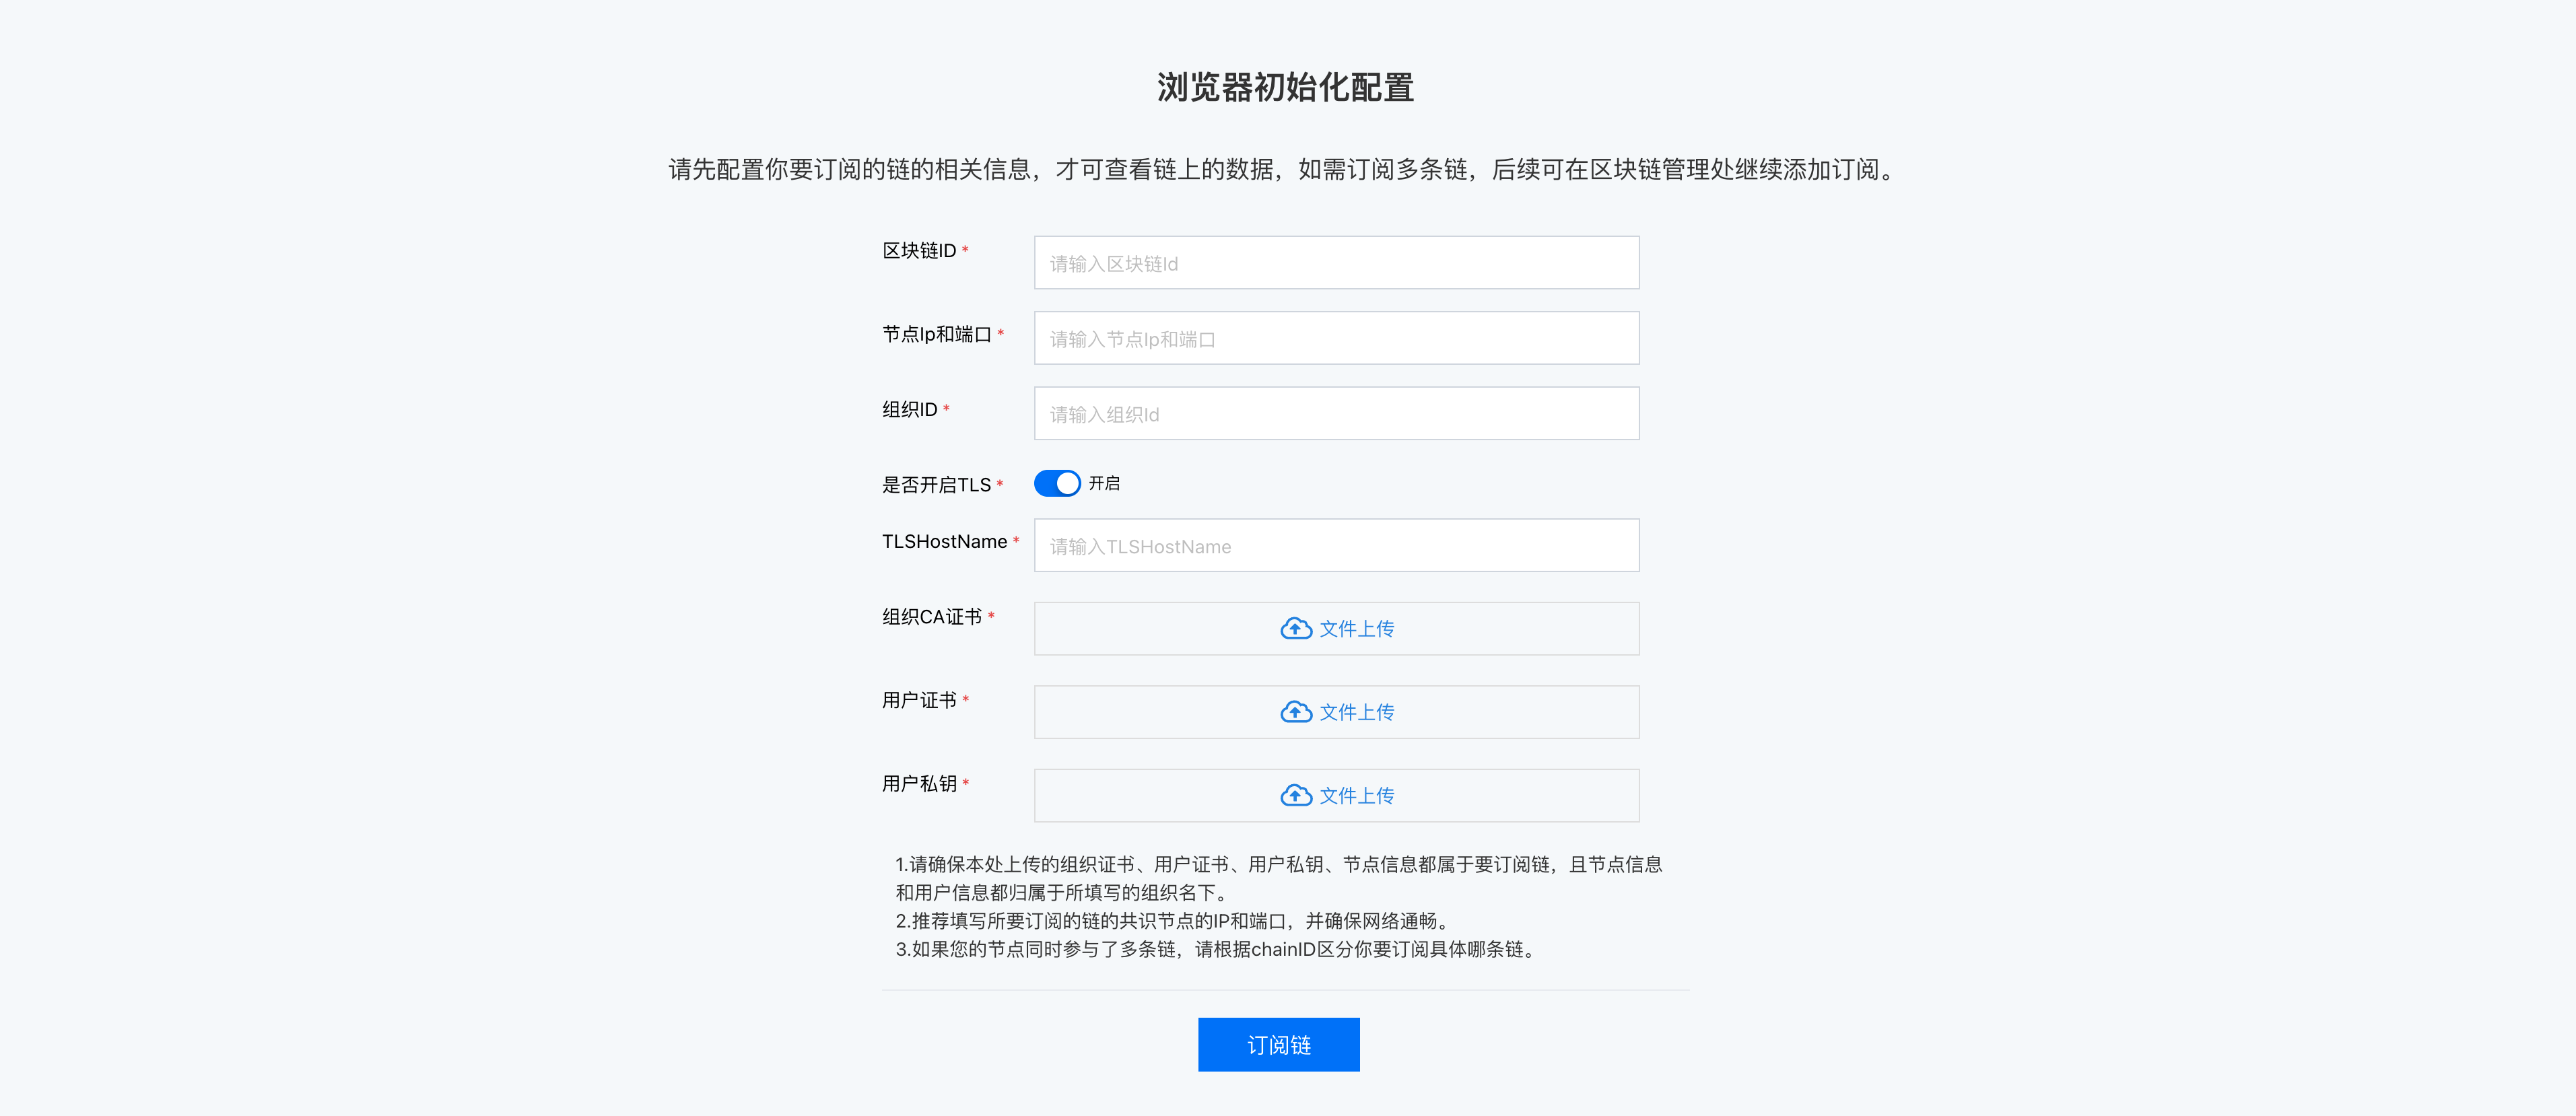 浏览器初始化配置
请先配置你要订阅的链的相关信息，才可查看链上的数据，如需订阅多条链，后续可在区块链管理处继续添加订阅。
区块链ID *
请输入区块链Id
节点Ip和端口 *
请输入节点Ip和端口
组织ID *
请输入组织Id
是否开启TLS * 开启
TLSHostName *
请输入TLSHostName
组织CA证书 *
文件上传
用户证书 *
文件上传
用户私钥 *
文件上传
1.请确保本处上传的组织证书、用户证书、用户私钥、节点信息都属于要订阅链，且节点信息
和用户信息都归属于所填写的组织名下。
2.推荐填写所要订阅的链的共识节点的IP和端口，并确保网络通畅。
3.如果您的节点同时参与了多条链，请根据chainID区分你要订阅具体哪条链。
订阅链